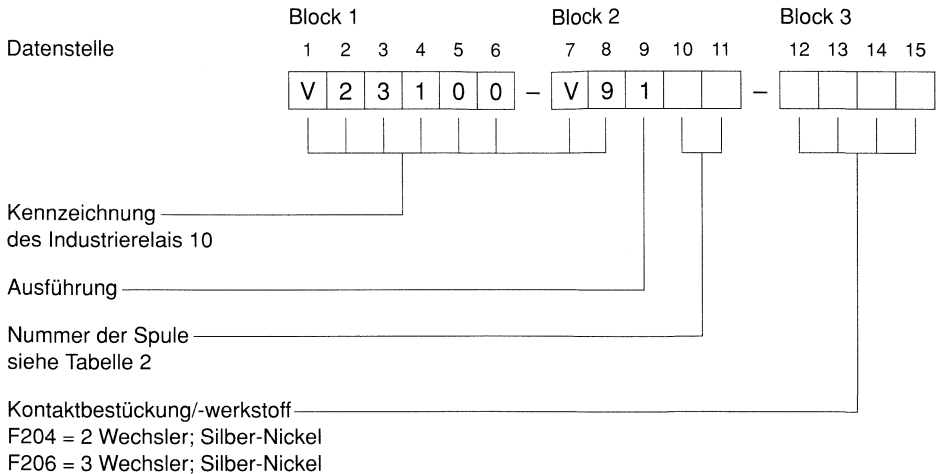 Block 1 Block 2 Block 3
Datenstelle 1 2 3 4 5 6 7 8 9 10 11 12 13 14 15
V 2 3 1 0 0 – V 9 1 –
Kennzeichnung
des Industrierelais 10
Ausführung
Nummer der Spule
siehe Tabelle 2
Kontaktbestückung/-werkstoff
F204 = 2 Wechsler; Silber-Nickel
F206 = 3 Wechsler; Silber-Nickel